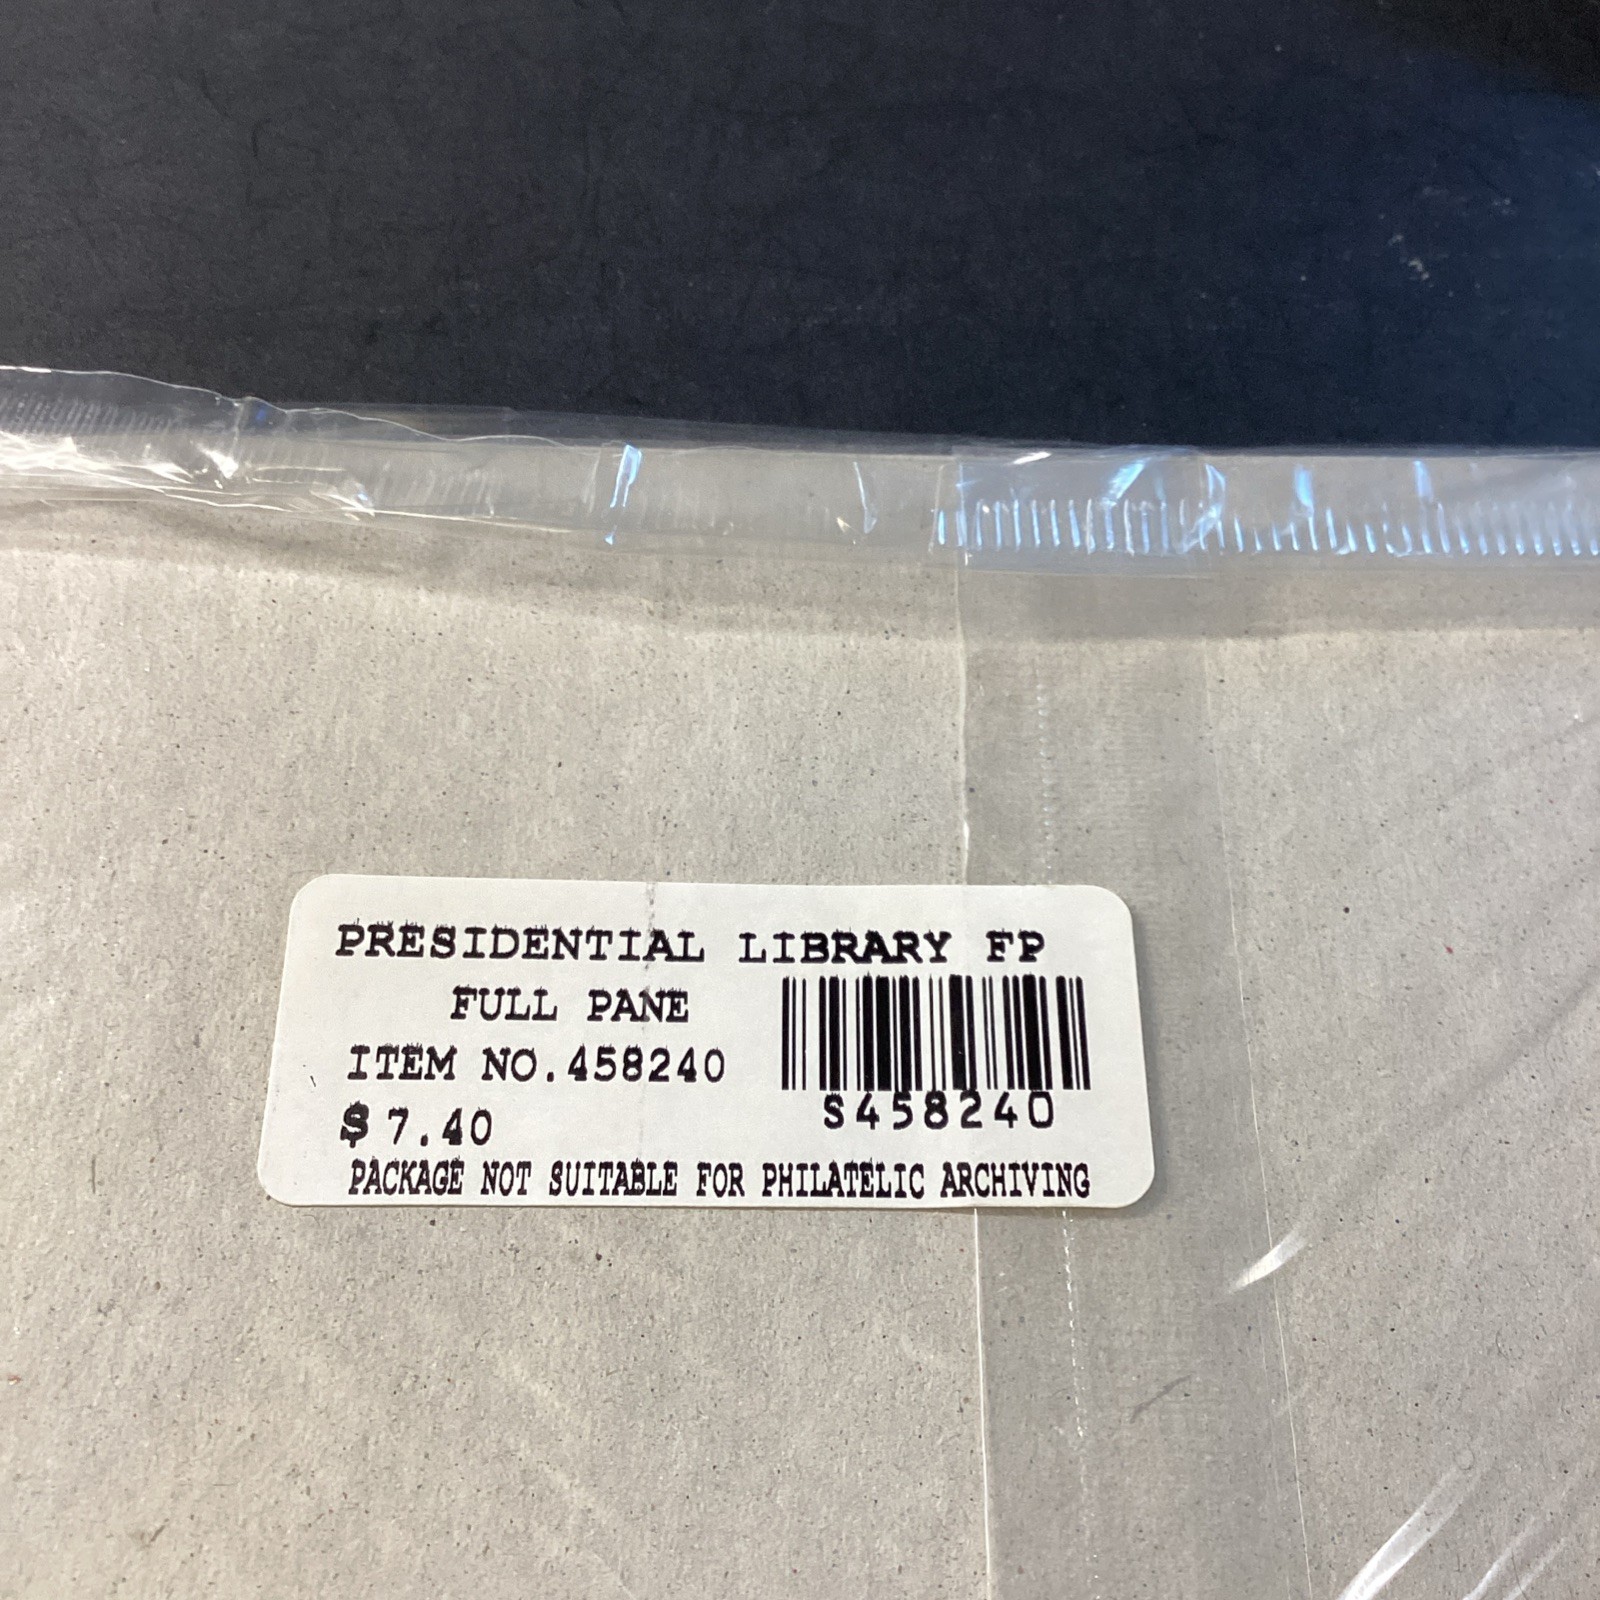 PRESIDENTIAL LIBRARY FP
FULL PANE
ITEM NO.458240
$7.40
S458240
PACKAGE NOT SUITABLE FOR PHILATELIC ARCHIVING